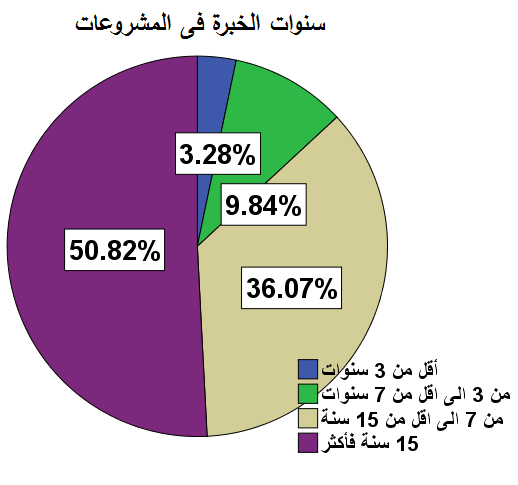 سنوات الخبرة فى المشروعات
3.28%
9.84%
50.82%
36.07%
أقل من 3 سنوات
من 3 الى اقل من 7 سنوات
من 7 الى اقل من 15 سنة
15 سنة فأكثر